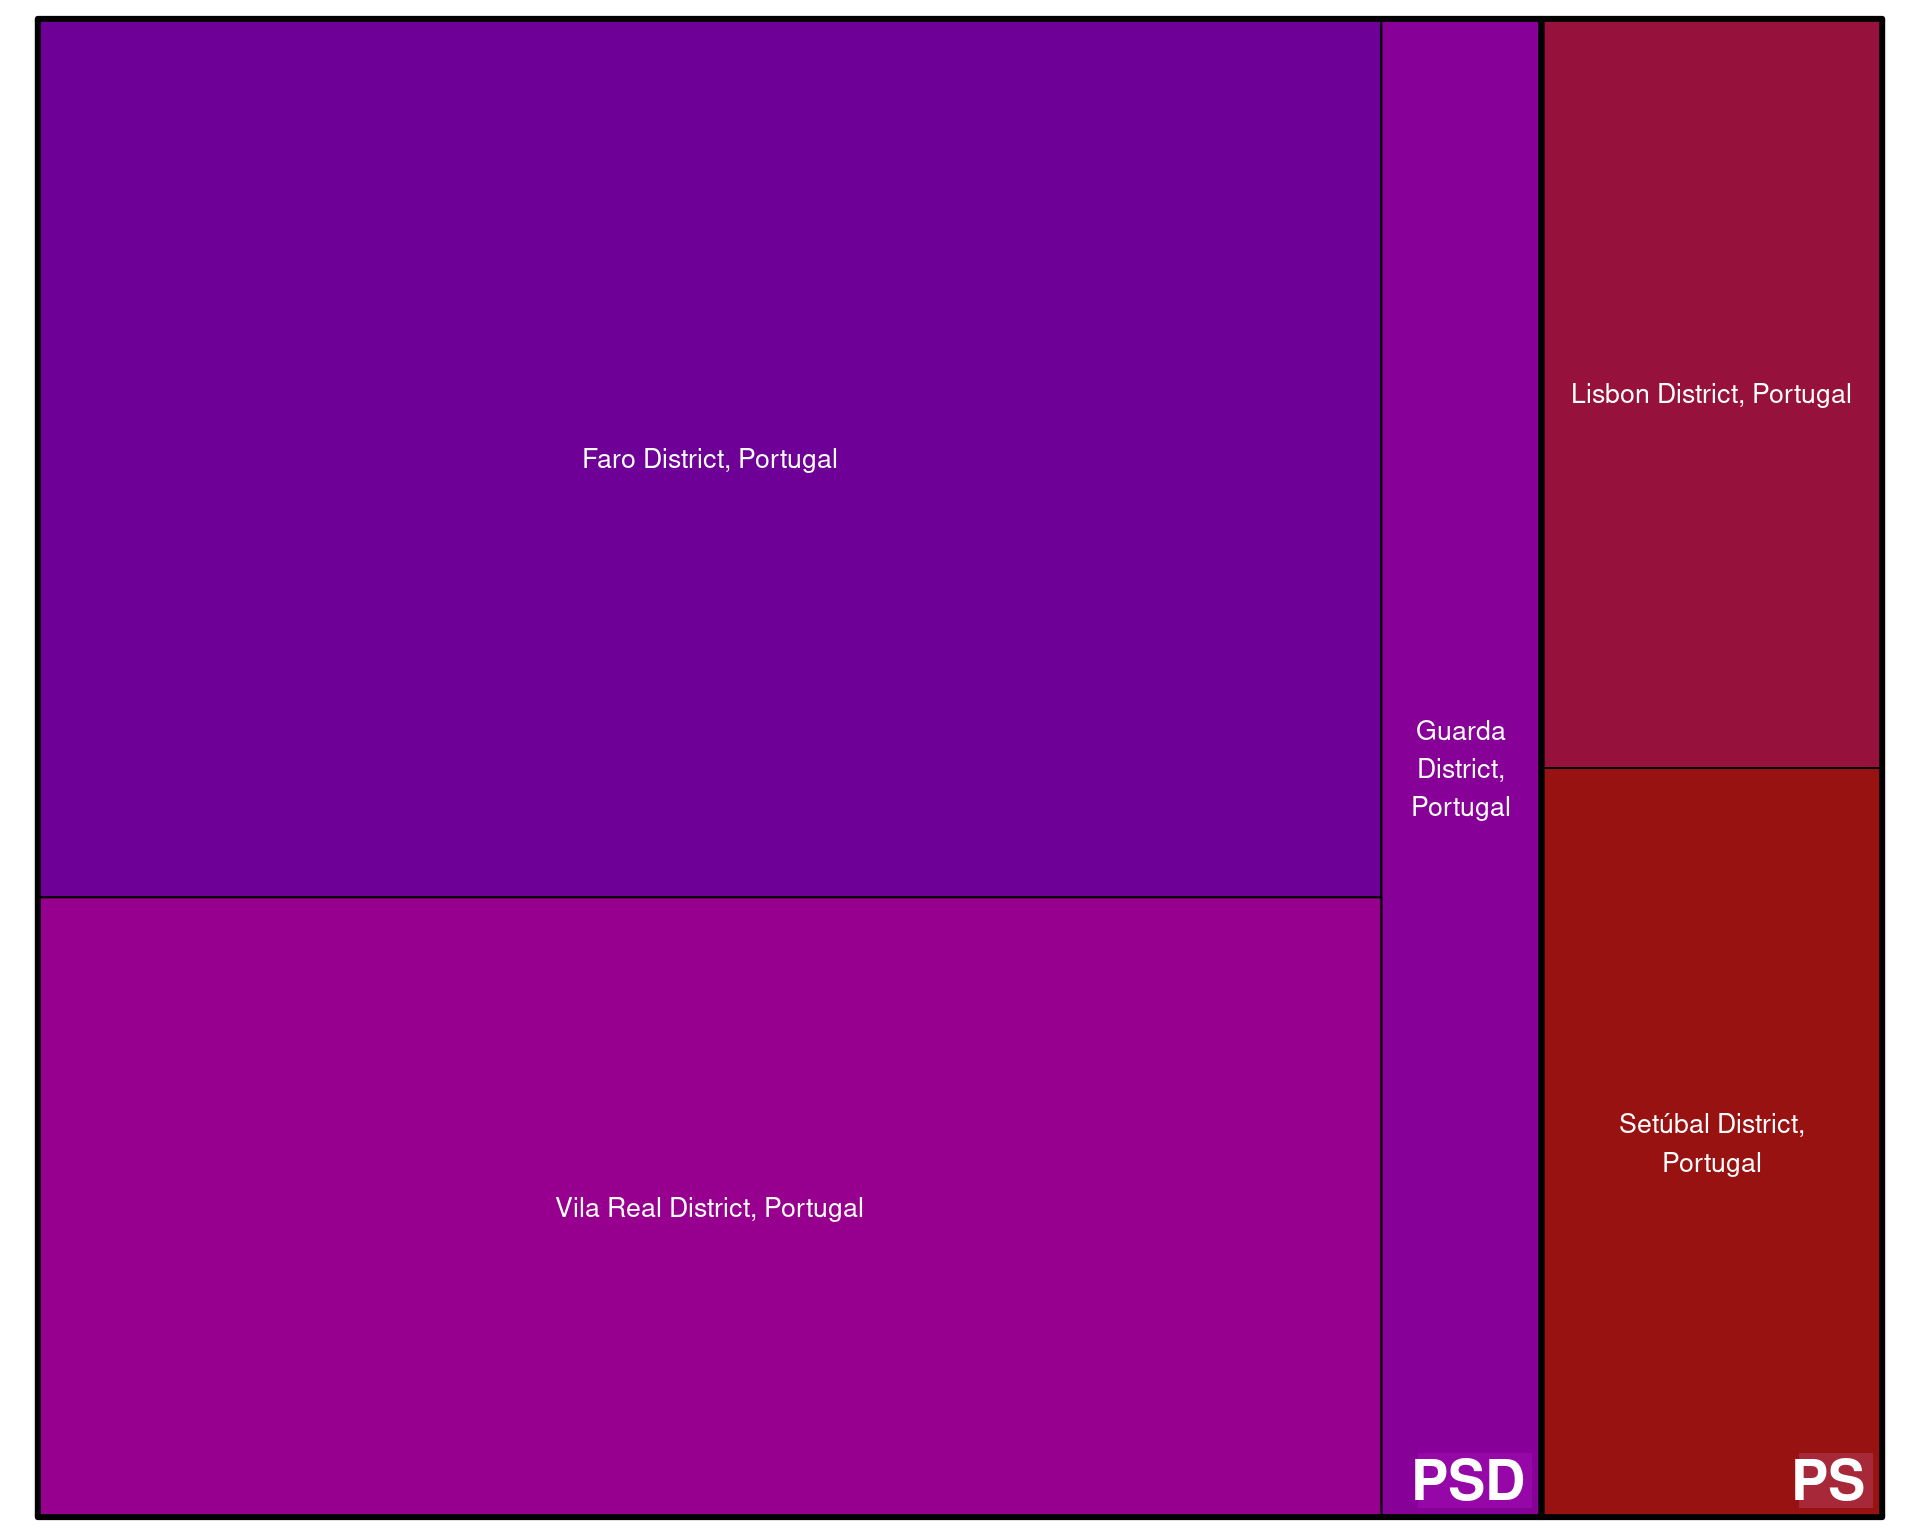 Faro District, Portugal
Vila Real District, Portugal
Guarda
District,
Portugal
PSD
Lisbon District, Portugal
Setúbal District,
Portugal
PS